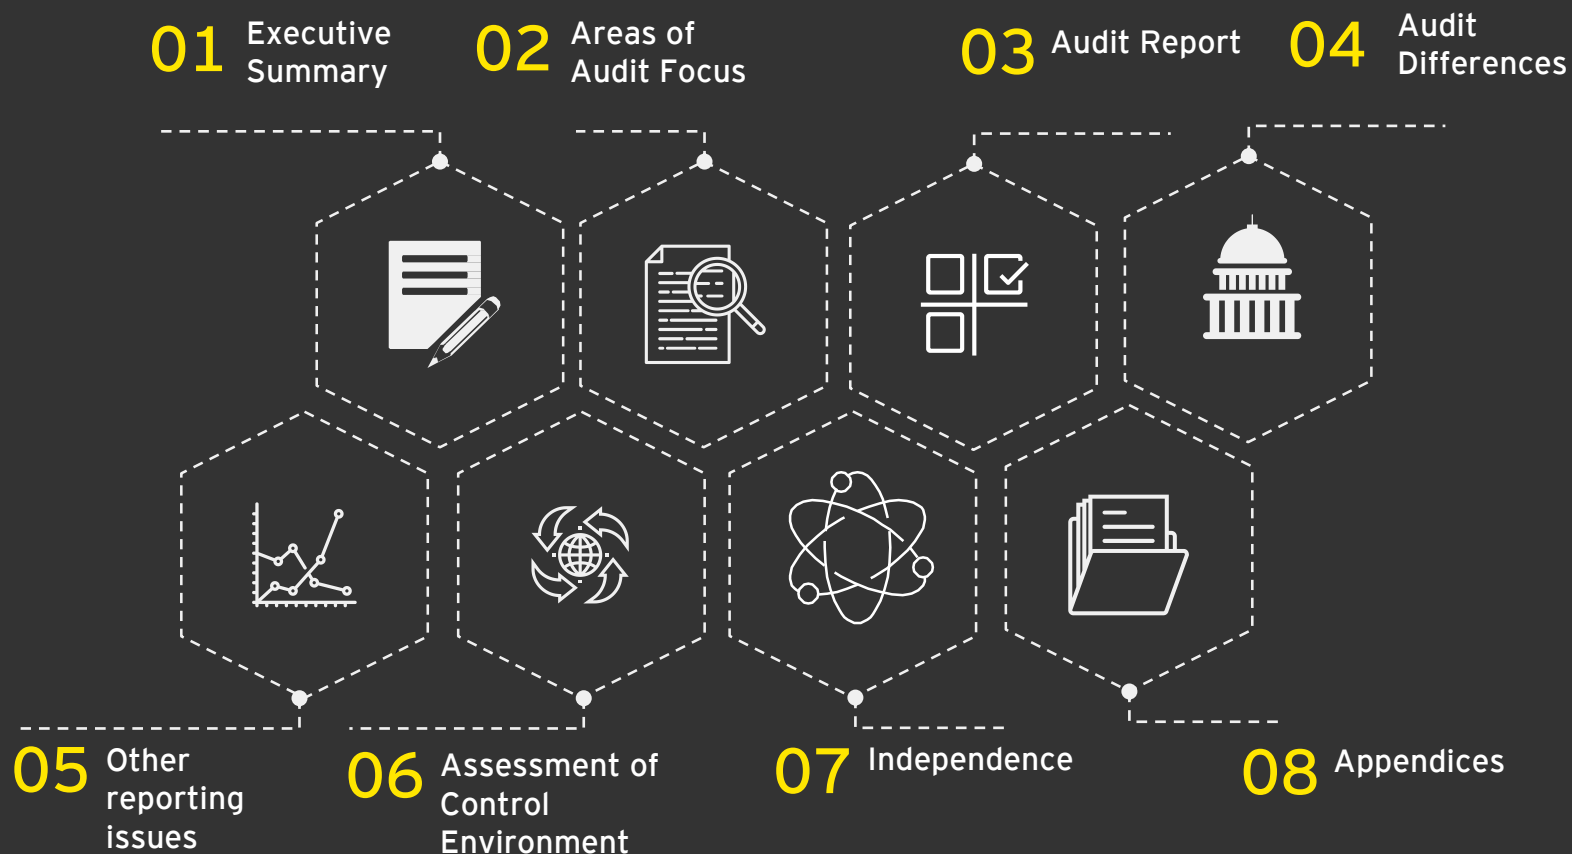 01 Executive
Summary
02 Areas of
Audit Focus
03 Audit Report
04 Audit
Differences
05 Other
reporting
issues
06 Assessment of
Control
Environment
07 Independence
08 Appendices